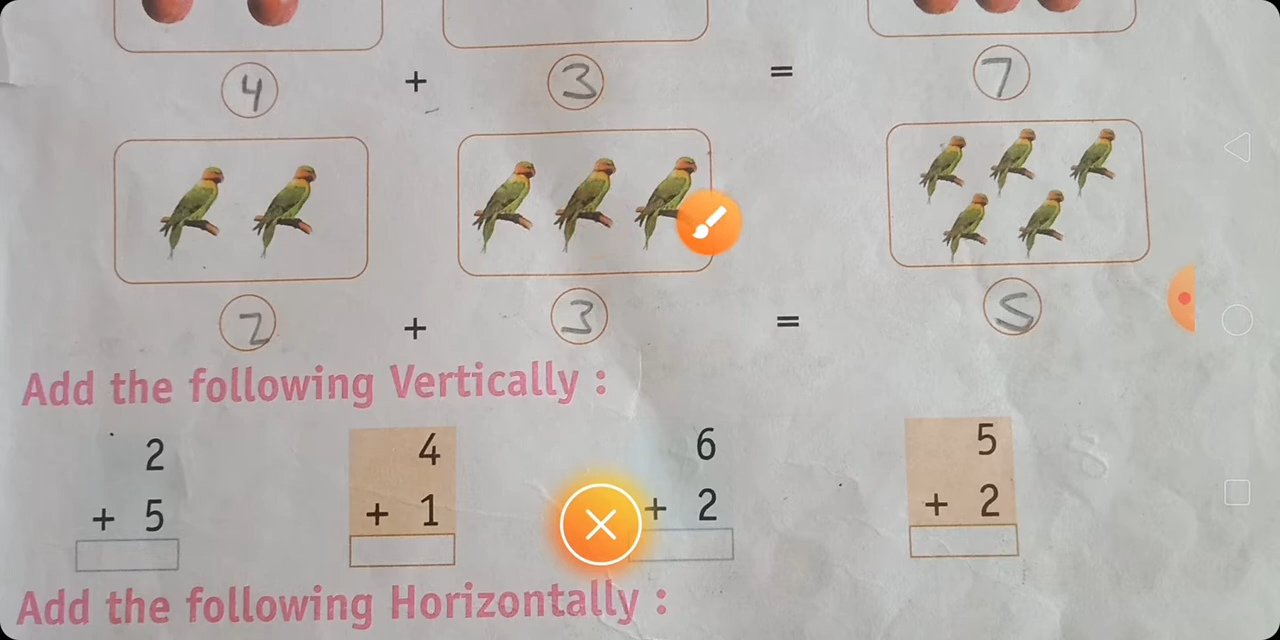 4 + 3 = 7
2 + 3 = 5
Add the following Vertically :
2 4 6 5
+ 5 + 1 + 2 + 2
Add the following Horizontally :